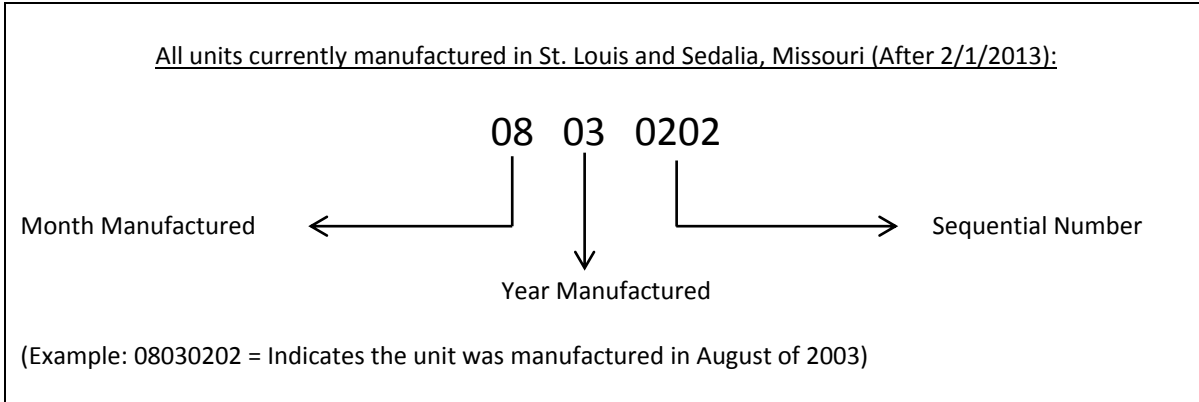 All units currently manufactured in St. Louis and Sedalia, Missouri (After 2/1/2013):
08 03 0202
Month Manufactured
Sequential Number
Year Manufactured
(Example: 08030202 = Indicates the unit was manufactured in August of 2003)